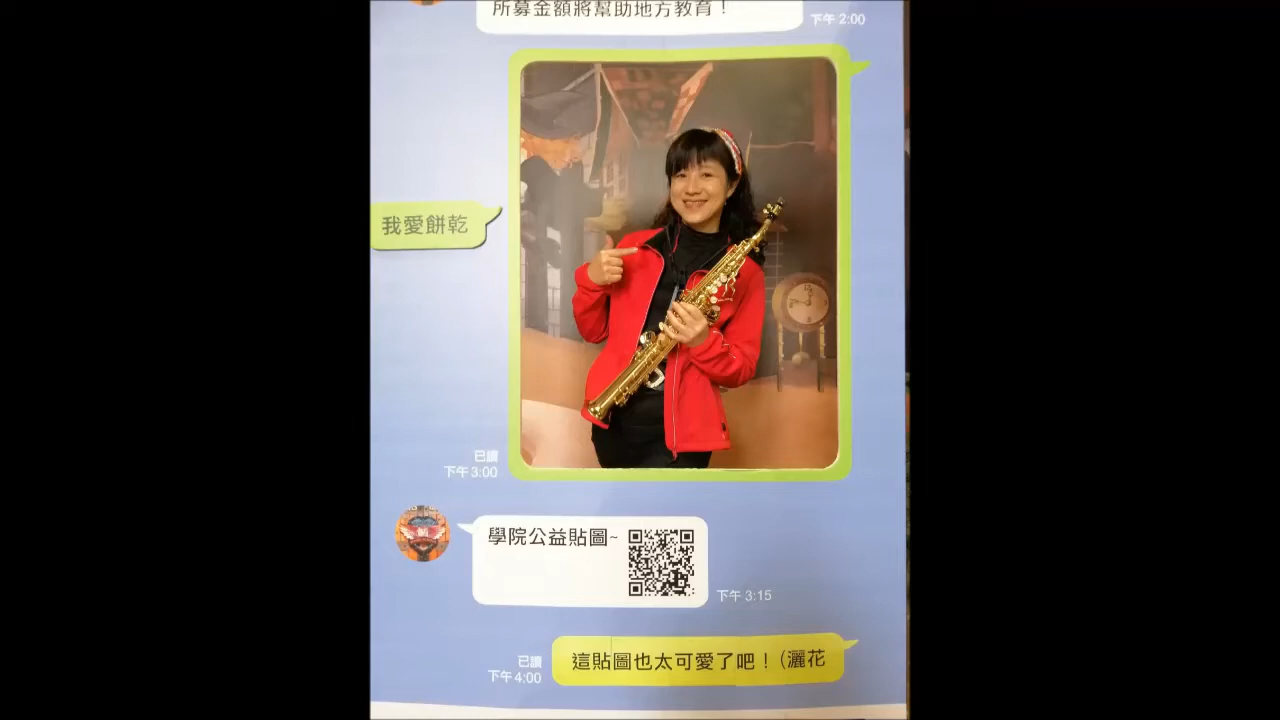 所募金額將幫助地方教育！
下午 2:00
我愛餅乾
已讀
下午 3:00
學院公益貼圖~
下午 3:15
這貼圖也太可愛了吧！(灑花
已讀
下午 4:00